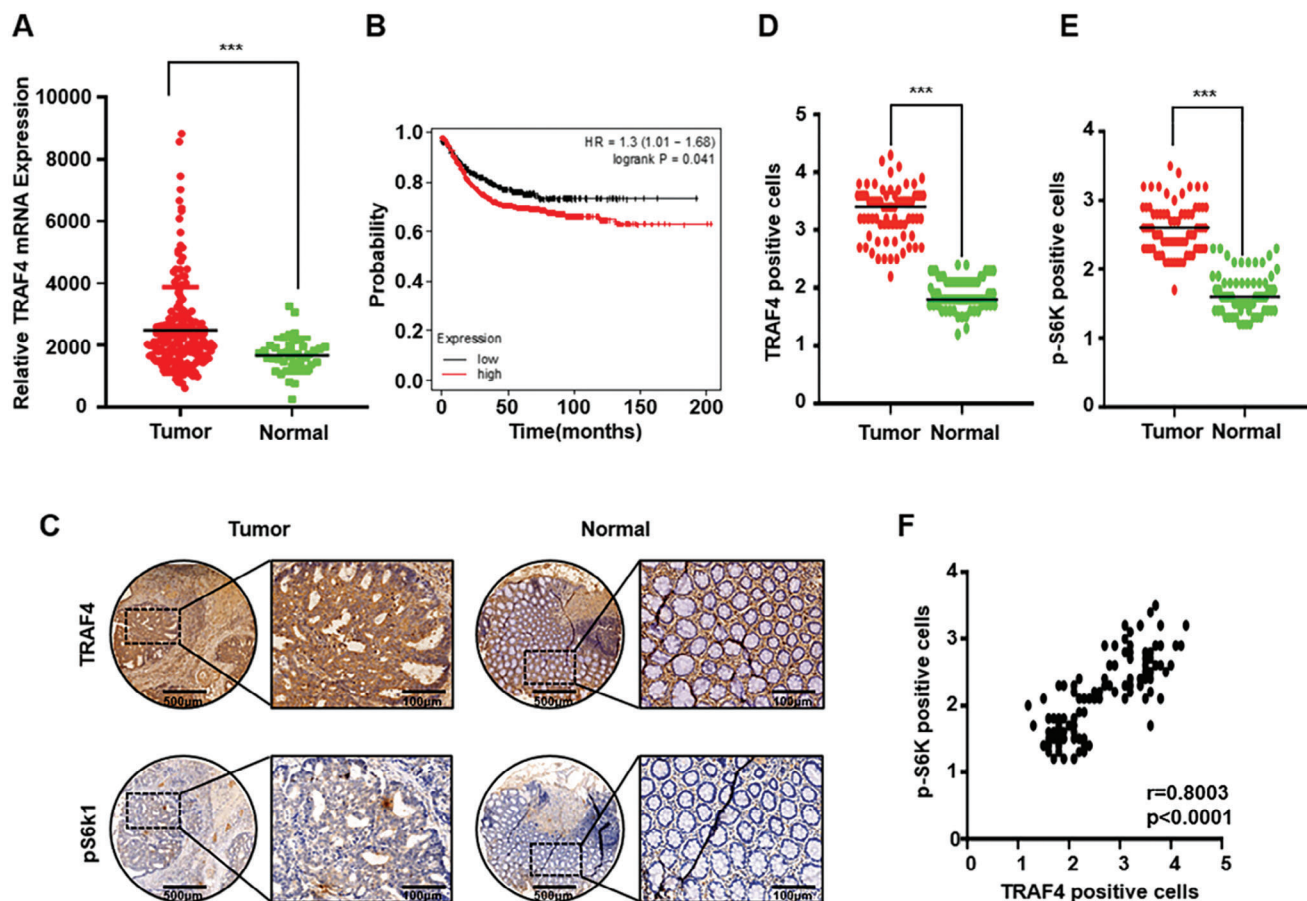 A
***
Relative TRAF4 mRNA Expression
10000
8000
6000
4000
2000
0
Tumor
Normal
B
HR = 1.3 (1.01 – 1.68)
logrank P = 0.041
Probability
1.0
0.8
0.6
0.4
0.2
0.0
Expression
low
high
0
50
100
150
200
Time(months)
D
***
TRAF4 positive cells
5
4
3
2
1
0
Tumor Normal
E
***
p-S6K positive cells
4
3
2
1
0
Tumor Normal
C
Tumor
Normal
TRAF4
500μm
100μm
500μm
100μm
pS6k1
500μm
100μm
500μm
100μm
F
p-S6K positive cells
4
3
2
1
0
r=0.8003
p<0.0001
0
1
2
3
4
5
TRAF4 positive cells